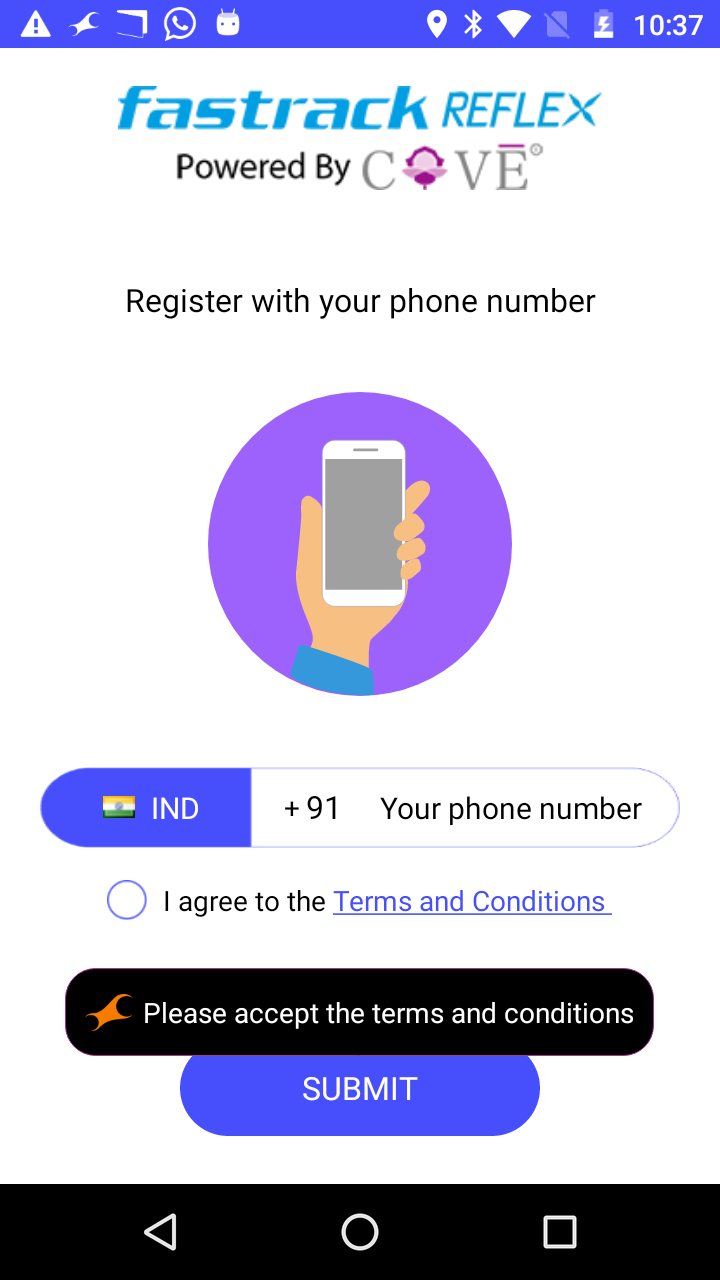 10:37
fastrack REFLEX
Powered By COVE®
Register with your phone number
IND + 91 Your phone number
I agree to the Terms and Conditions
Please accept the terms and conditions
SUBMIT